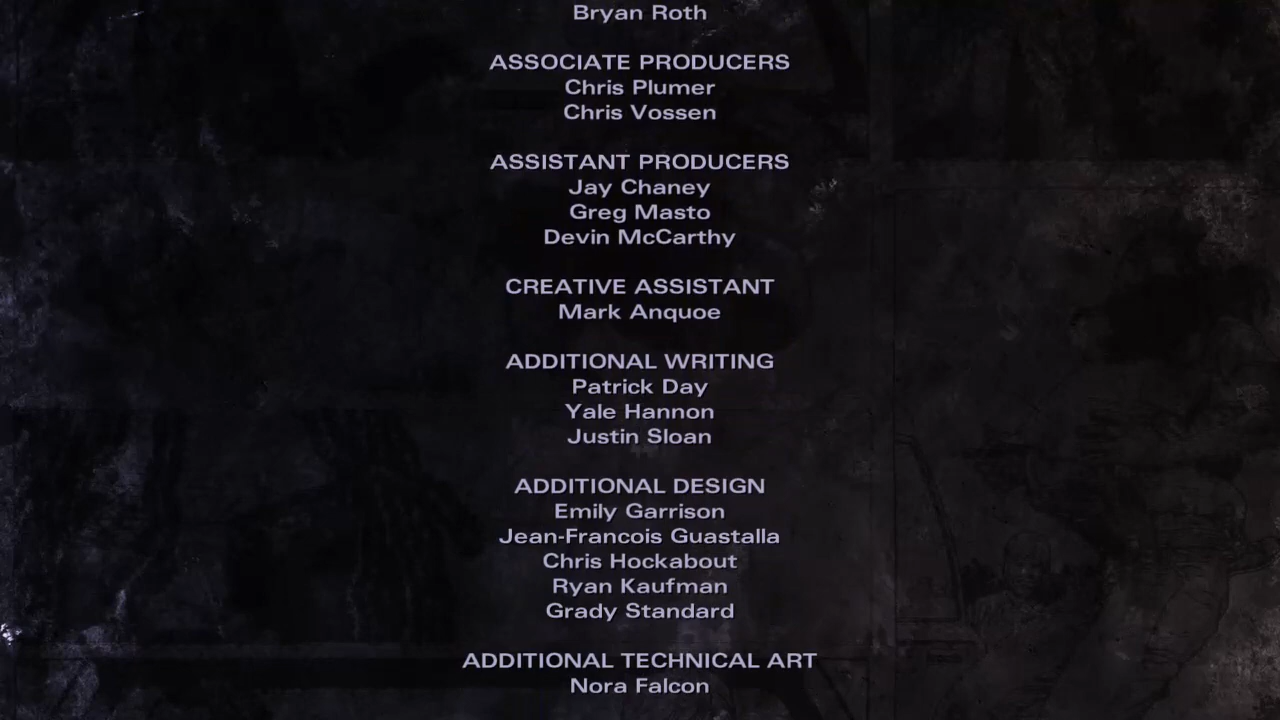 Bryan Roth
ASSOCIATE PRODUCERS
Chris Plumer
Chris Vossen
ASSISTANT PRODUCERS
Jay Chaney
Greg Masto
Devin McCarthy
CREATIVE ASSISTANT
Mark Anquoe
ADDITIONAL WRITING
Patrick Day
Yale Hannon
Justin Sloan
ADDITIONAL DESIGN
Emily Garrison
Jean-Francois Guastalla
Chris Hockabout
Ryan Kaufman
Grady Standard
ADDITIONAL TECHNICAL ART
Nora Falcon